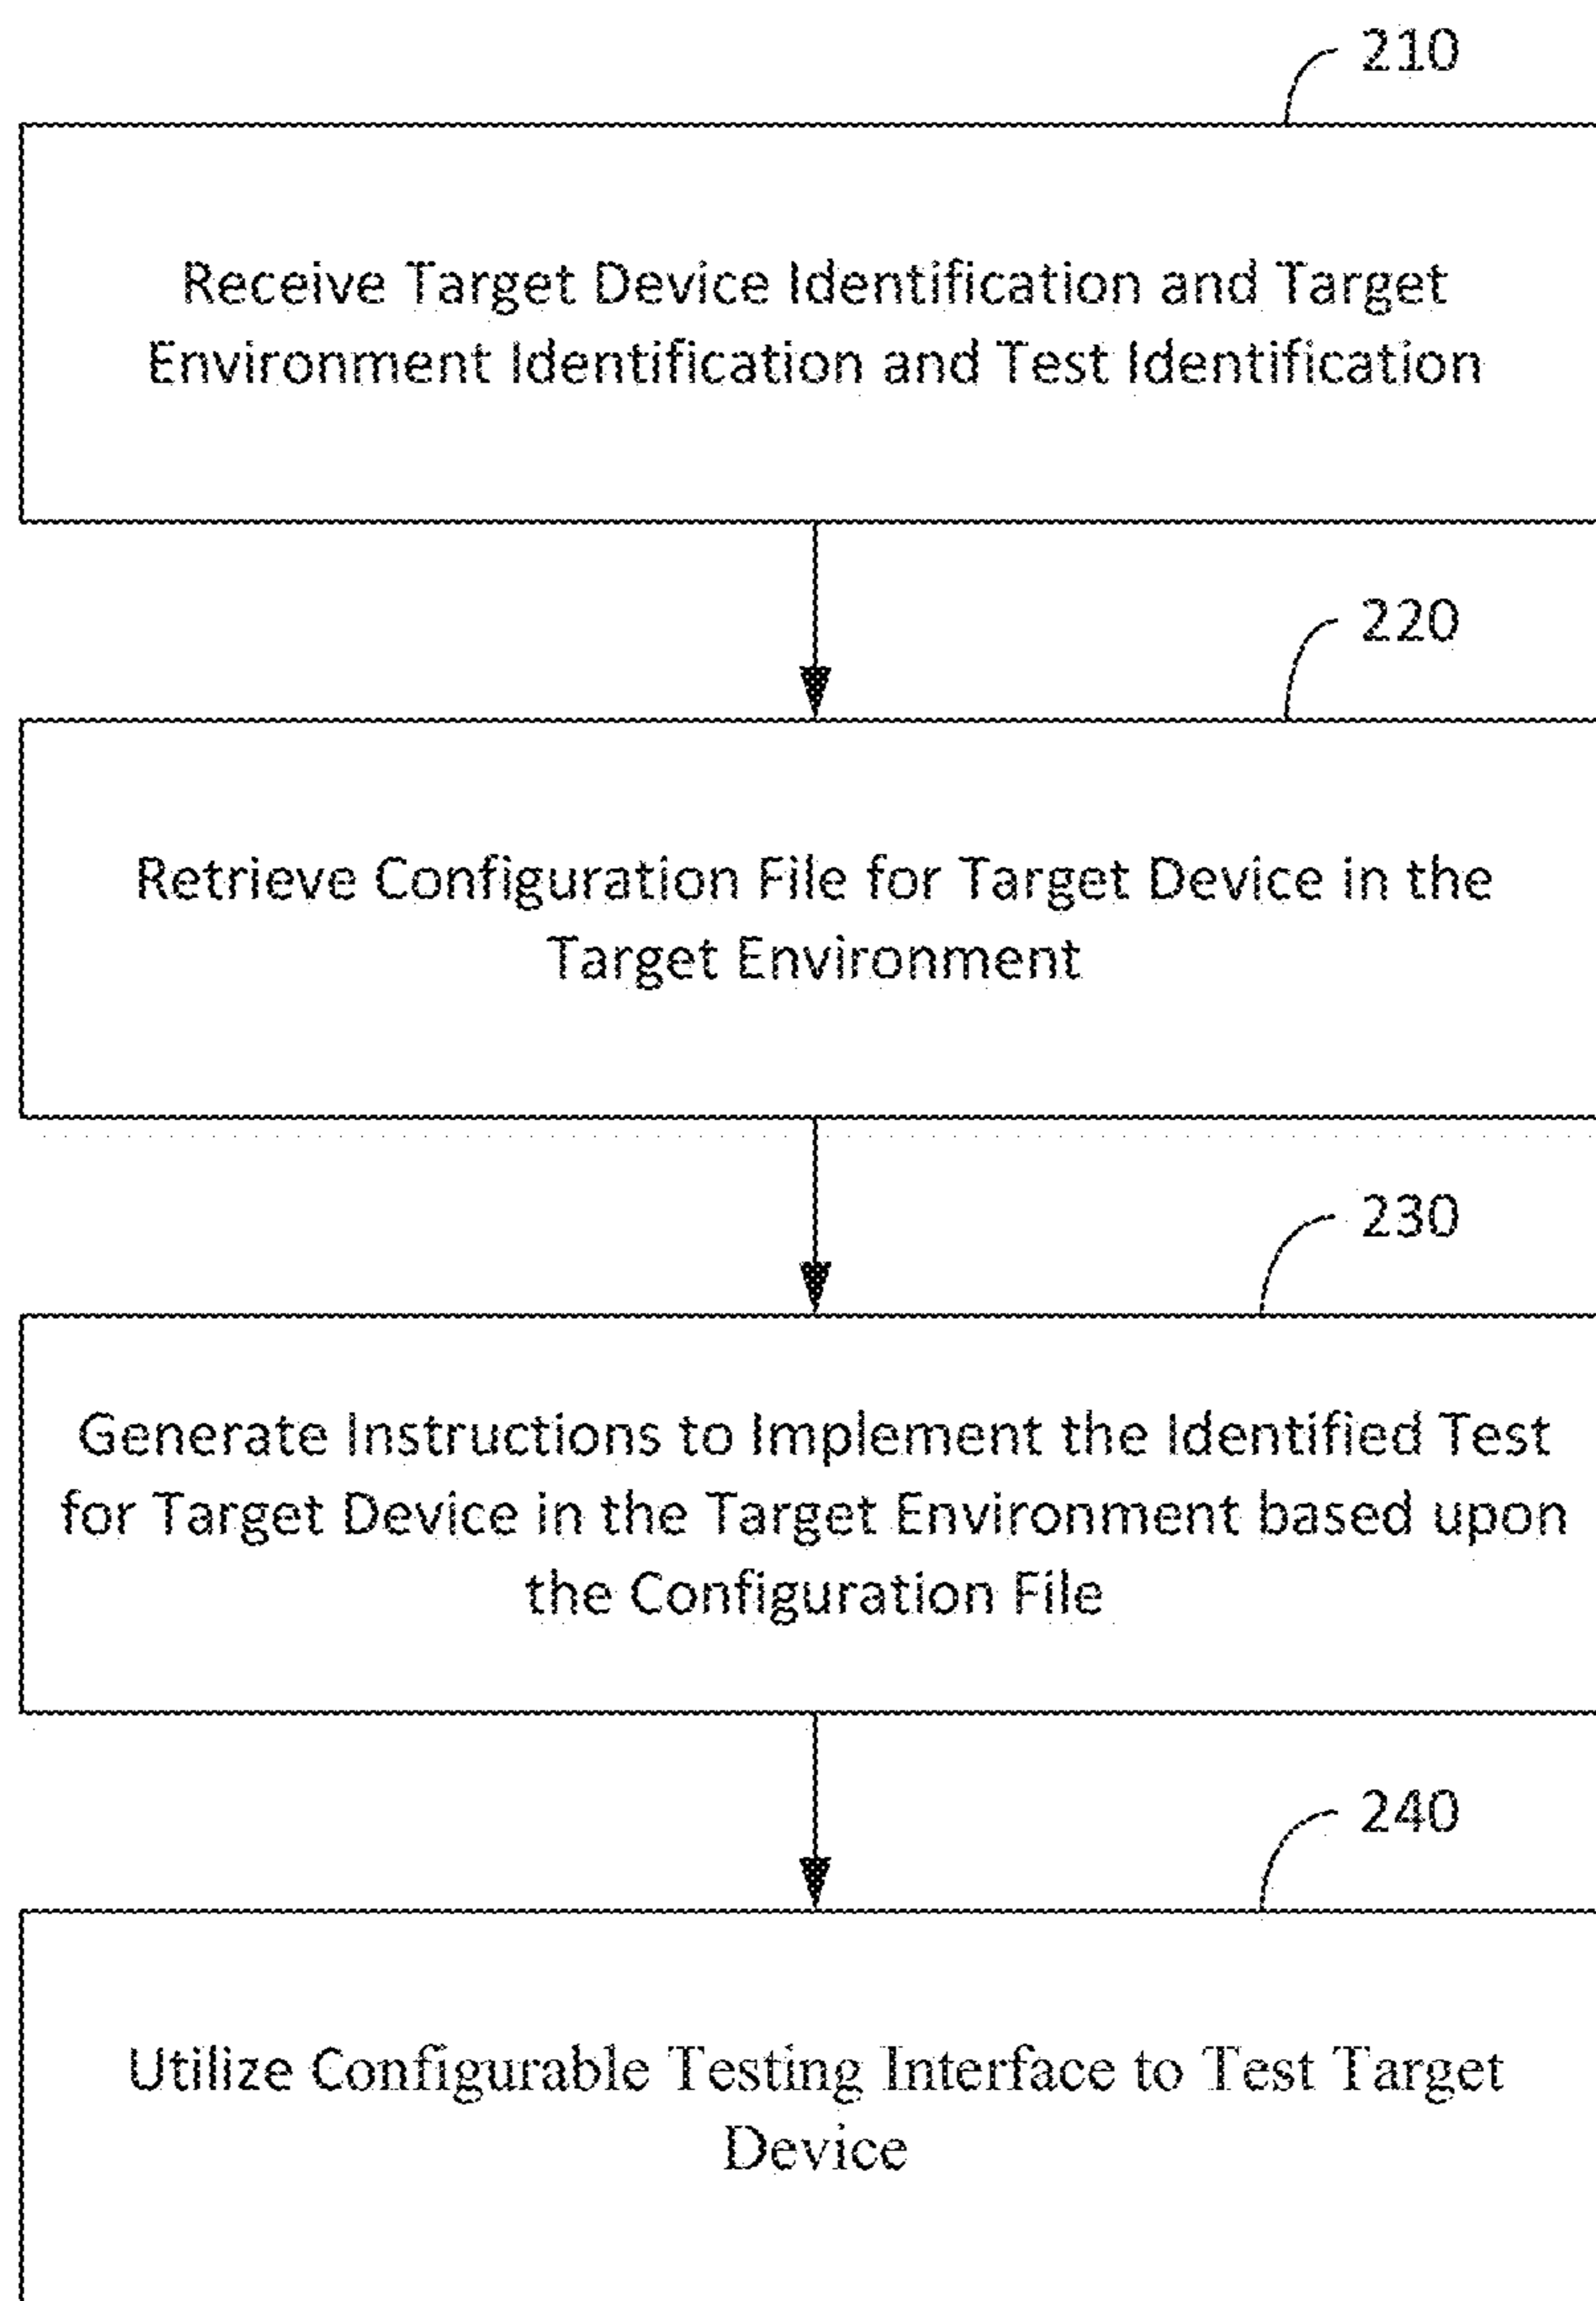 210
Receive Target Device Identification and Target
Environment Identification and Test Identification
220
Retrieve Configuration File for Target Device in the
Target Environment
230
Generate Instructions to Implement the Identified Test
for Target Device in the Target Environment based upon
the Configuration File
240
Utilize Configurable Testing Interface to Test Target
Device